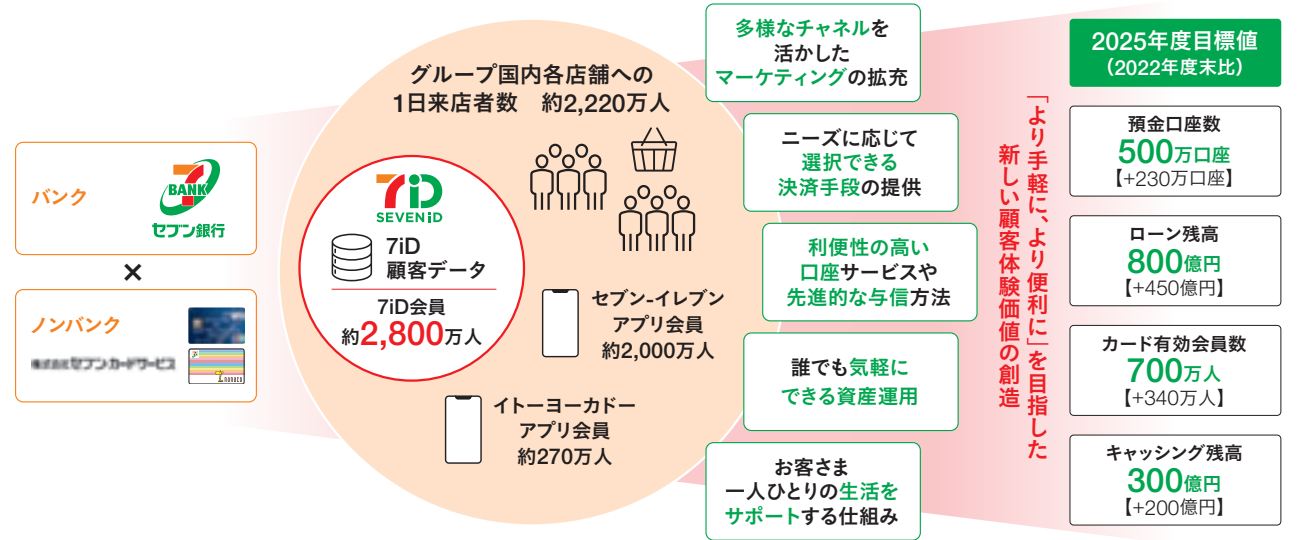 バンク
7
BANK
セブン銀行
×
ノンバンク
nanaco
グループ国内各店舗への
1日来店者数 約2,220万人
7iD
SEVEN iD
7iD
顧客データ
7iD会員
約2,800万人
セブン-イレブン
アプリ会員
約2,000万人
イトーヨーカドー
アプリ会員
約270万人
多様なチャネルを
活かした
マーケティングの拡充
ニーズに応じて
選択できる
決済手段の提供
利便性の高い
口座サービスや
先進的な与信方法
誰でも気軽に
できる資産運用
お客さま
一人ひとりの生活を
サポートする仕組み
「より手軽に、より便利に」を目指した
新しい顧客体験価値の創造
2025年度目標値
(2022年度末比)
預金口座数
500万口座
【+230万口座】
ローン残高
800億円
【+450億円】
カード有効会員数
700万人
【+340万人】
キャッシング残高
300億円
【+200億円】